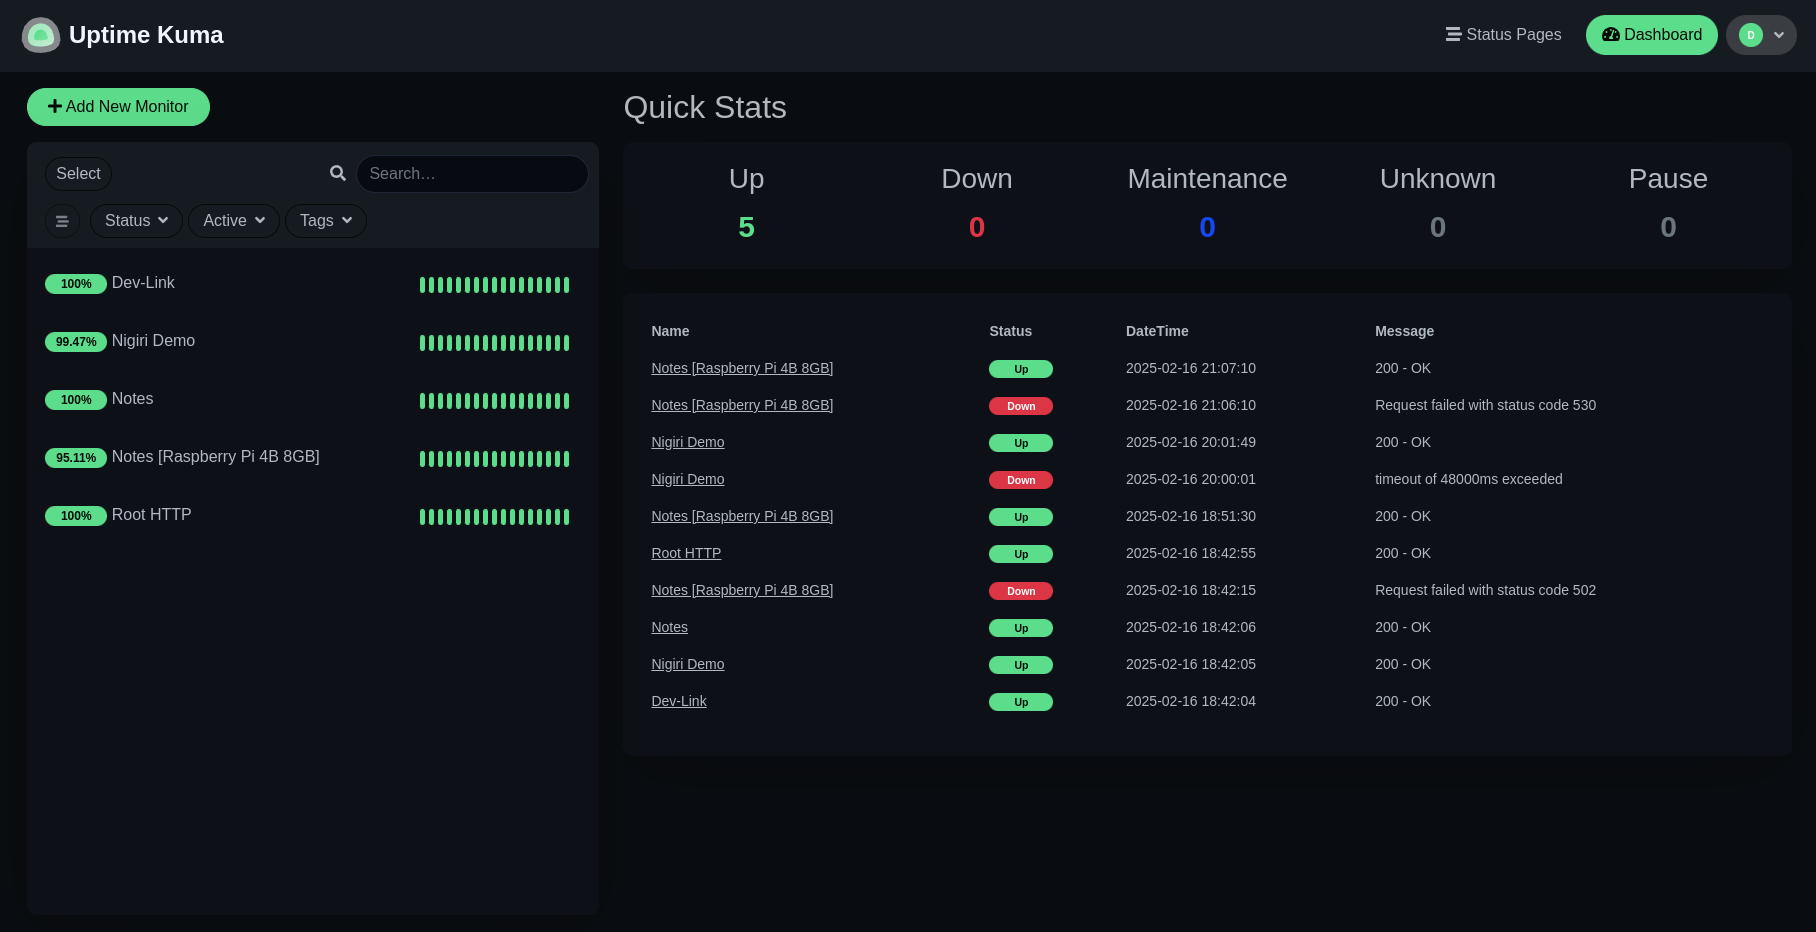 Uptime Kuma
Status Pages
Dashboard
D
Add New Monitor
Quick Stats
Select
Search…
Status
Active
Tags
100% Dev-Link
99.47% Nigiri Demo
100% Notes
95.11% Notes [Raspberry Pi 4B 8GB]
100% Root HTTP
Up Down Maintenance Unknown Pause
5 0 0 0 0
Name Status DateTime Message
Notes [Raspberry Pi 4B 8GB] Up 2025-02-16 21:07:10 200 - OK
Notes [Raspberry Pi 4B 8GB] Down 2025-02-16 21:06:10 Request failed with status code 530
Nigiri Demo Up 2025-02-16 20:01:49 200 - OK
Nigiri Demo Down 2025-02-16 20:00:01 timeout of 48000ms exceeded
Notes [Raspberry Pi 4B 8GB] Up 2025-02-16 18:51:30 200 - OK
Root HTTP Up 2025-02-16 18:42:55 200 - OK
Notes [Raspberry Pi 4B 8GB] Down 2025-02-16 18:42:15 Request failed with status code 502
Notes Up 2025-02-16 18:42:06 200 - OK
Nigiri Demo Up 2025-02-16 18:42:05 200 - OK
Dev-Link Up 2025-02-16 18:42:04 200 - OK